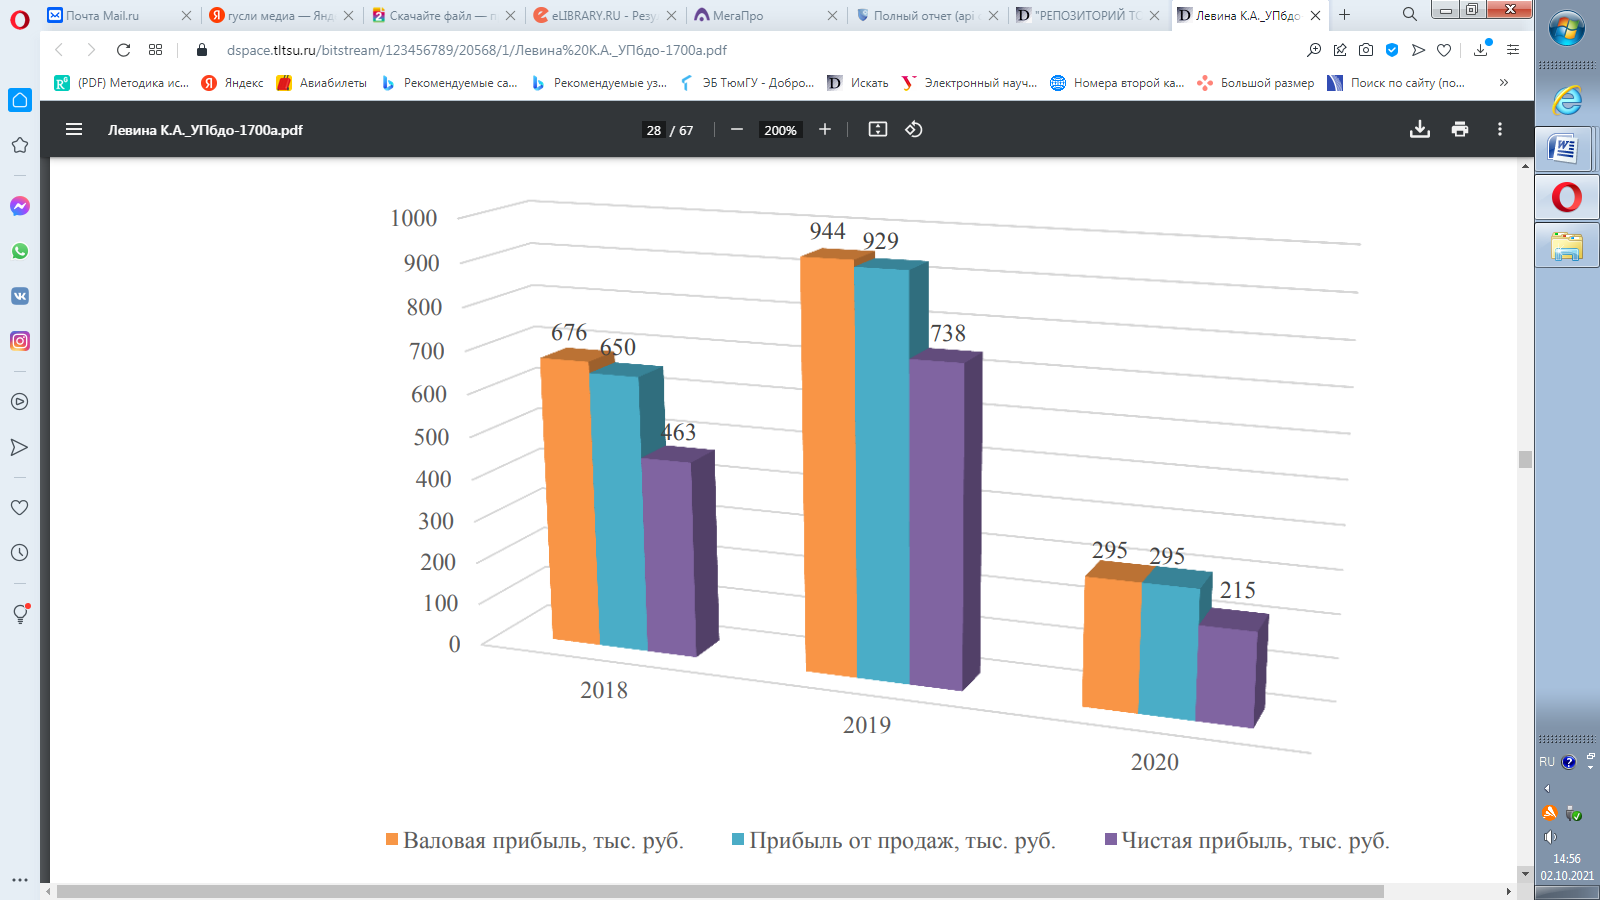 Почта Mail.ru
гусли медиа — Янд
Скачайте файл — п
eLIBRARY.RU - Резу
МегаПро
Полный отчет (api
"РЕПОЗИТОРИЙ ТО
Левина К.А._УПбдо
dspace.tltsu.ru/bitstream/123456789/20568/1/Левина%20К.А._УПбдо-1700а.pdf
(PDF) Методика ис...
Яндекс
Авиабилеты
Рекомендуемые са...
Рекомендуемые уз...
ЭБ ТюмГУ - Добро...
Искать
Электронный науч...
Номера второй ка...
Большой размер
Поиск по сайту (по...
Левина К.А._УПбдо-1700а.pdf
28 / 67
200%
1000
900
800
700
600
500
400
300
200
100
0
676
650
463
944
929
738
295
295
215
2018
2019
2020
Валовая прибыль, тыс. руб.
Прибыль от продаж, тыс. руб.
Чистая прибыль, тыс. руб.
RU
14:56
02.10.2021